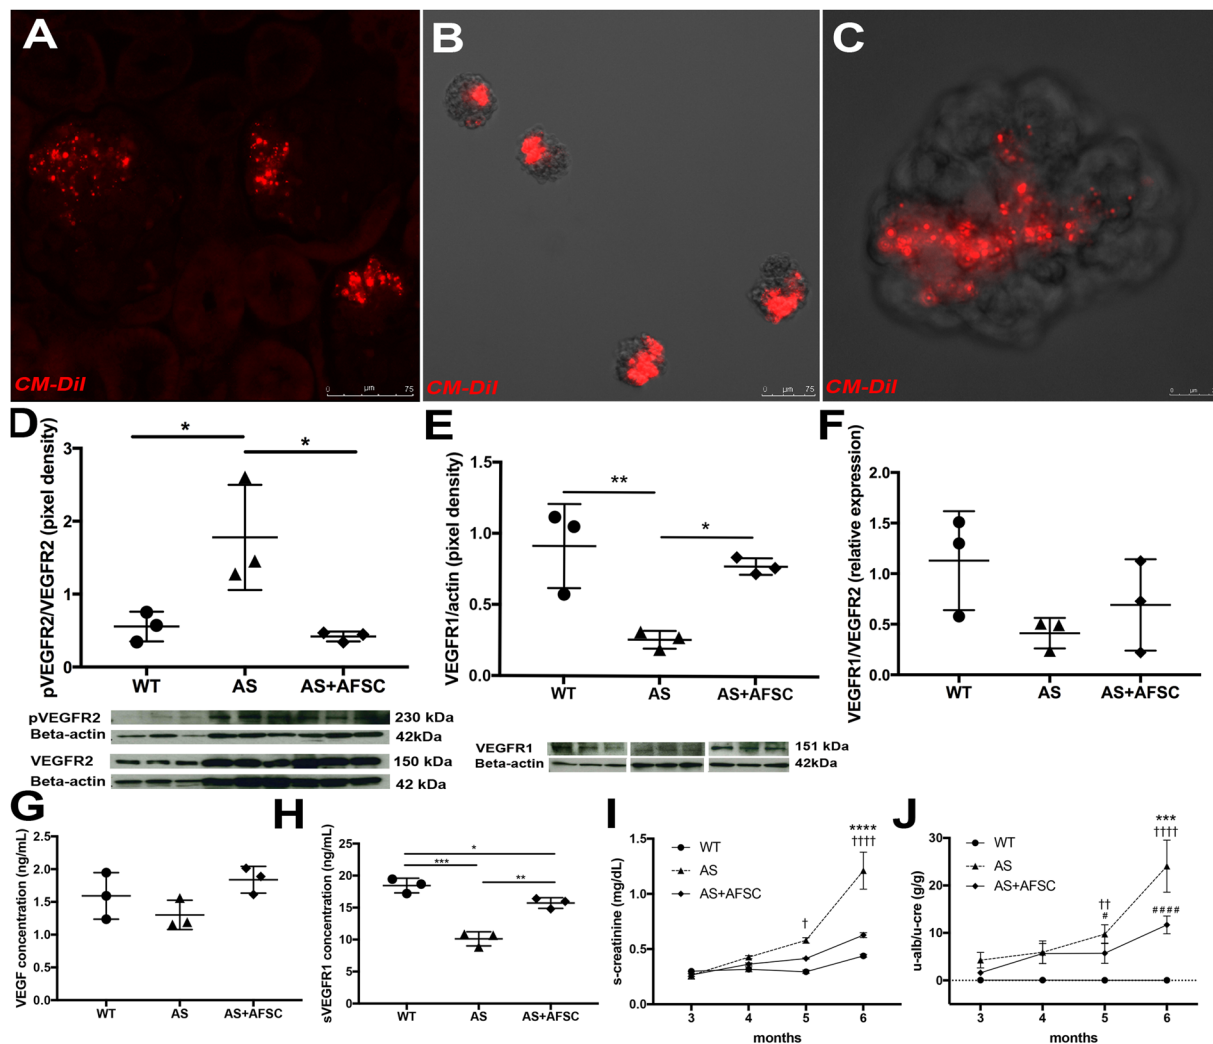 A
B
C
CM-DiI
0 µm 75
CM-DiI
0 µm 75
CM-DiI
0 µm
D
E
F
pVEGFR2/VEGFR2 (pixel density)
3
2
1
0
*
*
WT AS AS+AFSC
VEGFR1/actin (pixel density)
1.5
1.0
0.5
0.0
**
*
WT AS AS+AFSC
VEGFR1/VEGFR2 (relative expression)
2.0
1.5
1.0
0.5
0.0
WT AS AS+AFSC
pVEGFR2 230 kDa
Beta-actin 42kDa
VEGFR2 150 kDa
Beta-actin 42 kDa
VEGFR1 151 kDa
Beta-actin 42kDa
G
H
I
J
VEGF concentration (ng/mL)
2.5
2.0
1.5
1.0
0.5
0.0
WT AS AS+AFSC
sVEGFR1 concentration (ng/mL)
25
20
15
10
5
0
*
***
**
WT AS AS+AFSC
s-creatinine (mg/dL)
1.5
1.0
0.5
0.0
WT
AS
AS+AFSC
****
††††
†
3 4 5 6
months
u-alb/u-cre (g/g)
30
20
10
0
WT
AS
AS+AFSC
***
††††
††
#
####
3 4 5 6
months